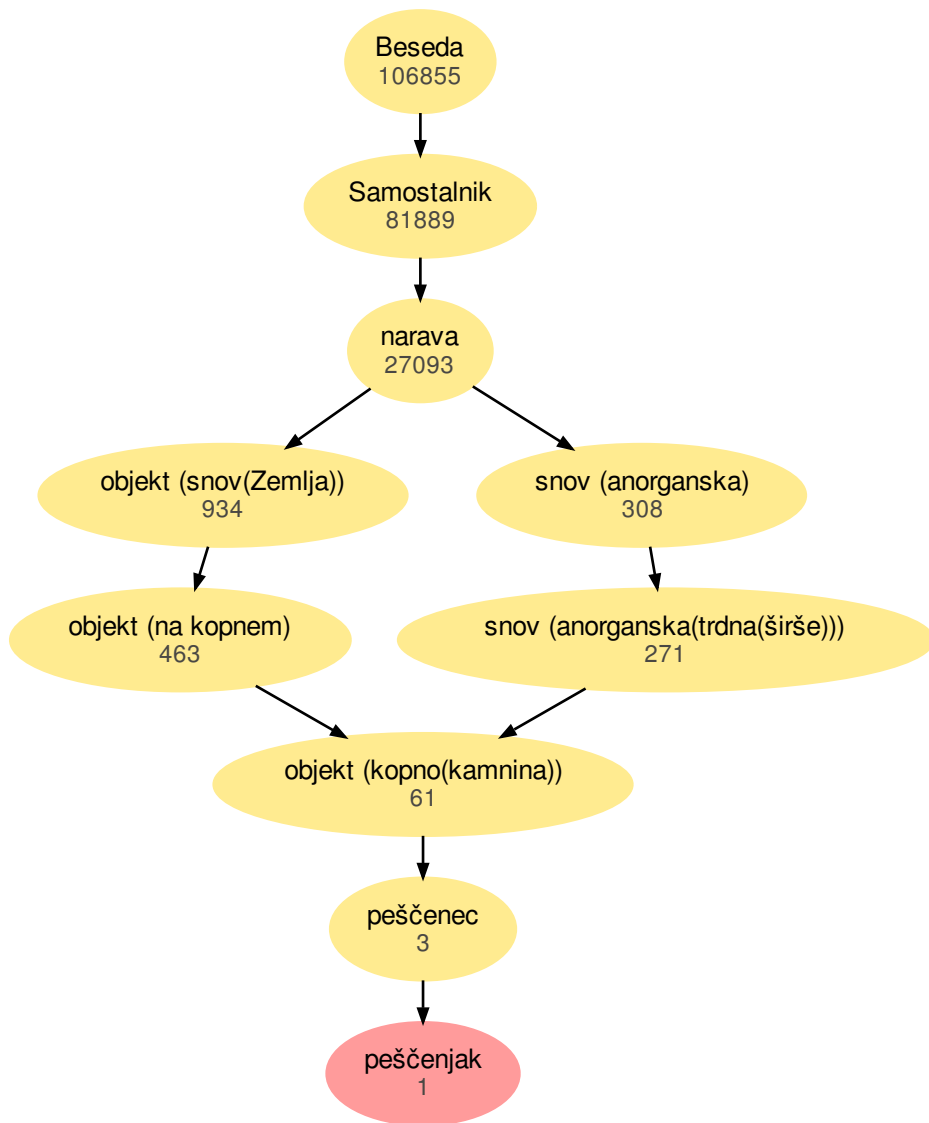 Beseda
106855
Samostalnik
81889
narava
27093
objekt (snov(Zemlja))
934
snov (anorganska)
308
objekt (na kopnem)
463
snov (anorganska(trdna(širše)))
271
objekt (kopno(kamnina))
61
peščenec
3
peščenjak
1